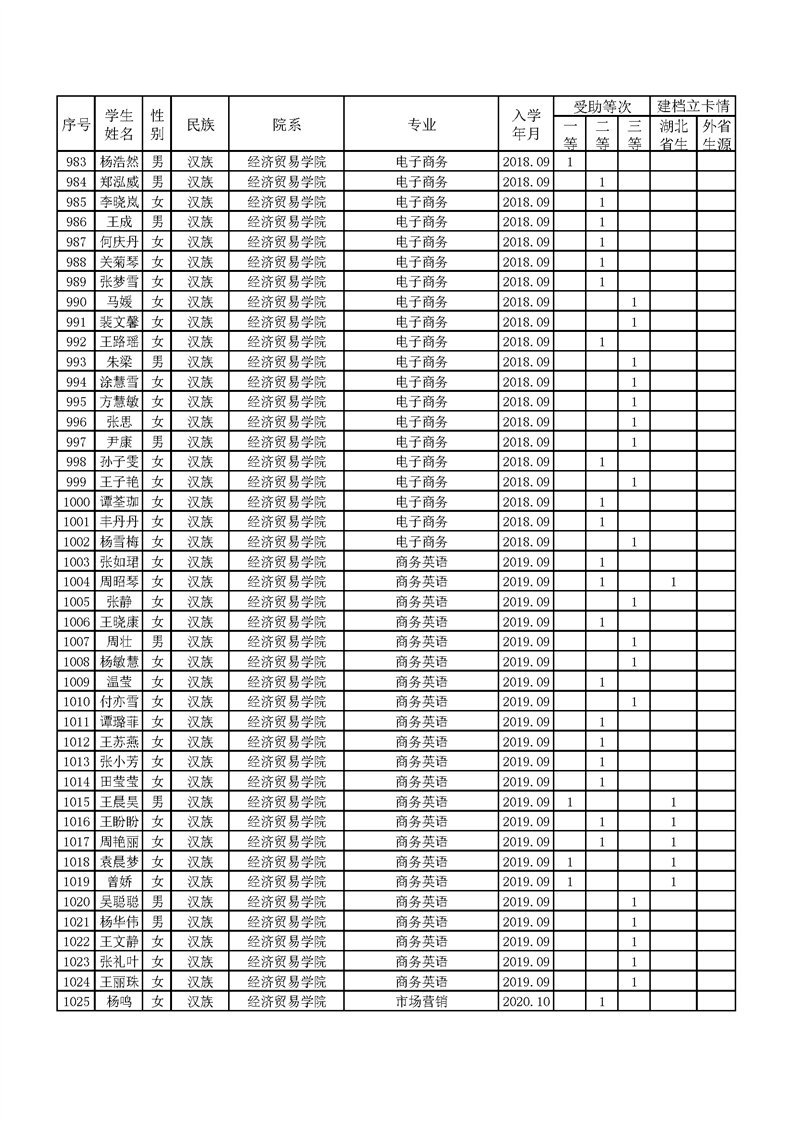 序号 学生姓名 性别 民族 院系 专业 入学年月 受助等次 建档立卡情
一等 二等 三等 湖北省生 外省生源
983 杨浩然 男 汉族 经济贸易学院 电子商务 2018.09 1
984 郑泓威 男 汉族 经济贸易学院 电子商务 2018.09 1
985 李晓岚 女 汉族 经济贸易学院 电子商务 2018.09 1
986 王成 男 汉族 经济贸易学院 电子商务 2018.09 1
987 何庆丹 女 汉族 经济贸易学院 电子商务 2018.09 1
988 关菊琴 女 汉族 经济贸易学院 电子商务 2018.09 1
989 张梦雪 女 汉族 经济贸易学院 电子商务 2018.09 1
990 马媛 女 汉族 经济贸易学院 电子商务 2018.09 1
991 裴文馨 女 汉族 经济贸易学院 电子商务 2018.09 1
992 王路瑶 女 汉族 经济贸易学院 电子商务 2018.09 1
993 朱梁 男 汉族 经济贸易学院 电子商务 2018.09 1
994 涂慧雪 女 汉族 经济贸易学院 电子商务 2018.09 1
995 方慧敏 女 汉族 经济贸易学院 电子商务 2018.09 1
996 张思 女 汉族 经济贸易学院 电子商务 2018.09 1
997 尹康 男 汉族 经济贸易学院 电子商务 2018.09 1
998 孙子雯 女 汉族 经济贸易学院 电子商务 2018.09 1
999 王子艳 女 汉族 经济贸易学院 电子商务 2018.09 1
1000 谭荃珈 女 汉族 经济贸易学院 电子商务 2018.09 1
1001 丰丹丹 女 汉族 经济贸易学院 电子商务 2018.09 1
1002 杨雪梅 女 汉族 经济贸易学院 电子商务 2018.09 1
1003 张如珺 女 汉族 经济贸易学院 商务英语 2019.09 1
1004 周昭琴 女 汉族 经济贸易学院 商务英语 2019.09 1 1
1005 张静 女 汉族 经济贸易学院 商务英语 2019.09 1
1006 王晓康 女 汉族 经济贸易学院 商务英语 2019.09 1
1007 周壮 男 汉族 经济贸易学院 商务英语 2019.09 1
1008 杨敏慧 女 汉族 经济贸易学院 商务英语 2019.09 1
1009 温莹 女 汉族 经济贸易学院 商务英语 2019.09 1
1010 付亦雪 女 汉族 经济贸易学院 商务英语 2019.09 1
1011 谭璐菲 女 汉族 经济贸易学院 商务英语 2019.09 1
1012 王苏燕 女 汉族 经济贸易学院 商务英语 2019.09 1
1013 张小芳 女 汉族 经济贸易学院 商务英语 2019.09 1
1014 田莹莹 女 汉族 经济贸易学院 商务英语 2019.09 1
1015 王晨昊 男 汉族 经济贸易学院 商务英语 2019.09 1 1
1016 王盼盼 女 汉族 经济贸易学院 商务英语 2019.09 1 1
1017 周艳丽 女 汉族 经济贸易学院 商务英语 2019.09 1 1
1018 袁晨梦 女 汉族 经济贸易学院 商务英语 2019.09 1 1
1019 曾娇 女 汉族 经济贸易学院 商务英语 2019.09 1 1
1020 吴聪聪 男 汉族 经济贸易学院 商务英语 2019.09 1
1021 杨华伟 男 汉族 经济贸易学院 商务英语 2019.09 1
1022 王文静 女 汉族 经济贸易学院 商务英语 2019.09 1
1023 张礼叶 女 汉族 经济贸易学院 商务英语 2019.09 1
1024 王丽珠 女 汉族 经济贸易学院 商务英语 2019.09 1
1025 杨鸣 女 汉族 经济贸易学院 市场营销 2020.10 1